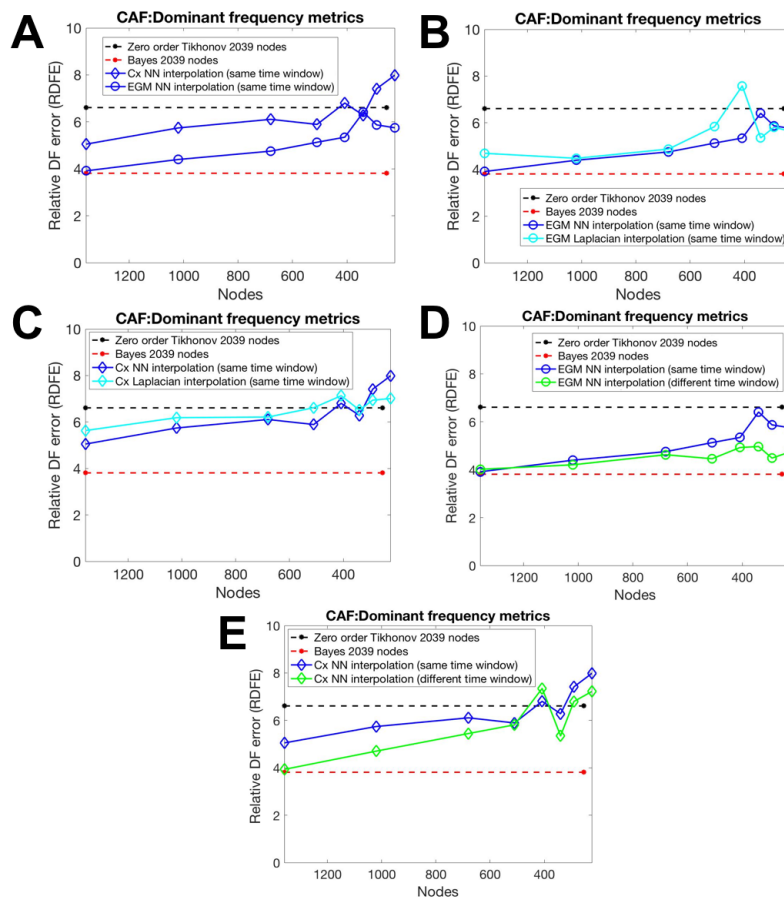 A
CAF:Dominant frequency metrics
10
8
6
4
2
0
Relative DF error (RDFE)
Zero order Tikhonov 2039 nodes
Bayes 2039 nodes
Cx NN interpolation (same time window)
EGM NN interpolation (same time window)
1200 1000 800 600 400
Nodes
B
CAF:Dominant frequency metrics
10
8
6
4
2
0
Relative DF error (RDFE)
Zero order Tikhonov 2039 nodes
Bayes 2039 nodes
EGM NN interpolation (same time window)
EGM Laplacian interpolation (same time window)
1200 1000 800 600 400
Nodes
C
CAF:Dominant frequency metrics
10
8
6
4
2
0
Relative DF error (RDFE)
Zero order Tikhonov 2039 nodes
Bayes 2039 nodes
Cx NN interpolation (same time window)
Cx Laplacian interpolation (same time window)
1200 1000 800 600 400
Nodes
D
CAF:Dominant frequency metrics
10
8
6
4
2
0
Relative DF error (RDFE)
Zero order Tikhonov 2039 nodes
Bayes 2039 nodes
EGM NN interpolation (same time window)
EGM NN interpolation (different time window)
1200 1000 800 600 400
Nodes
E
CAF:Dominant frequency metrics
10
8
6
4
2
0
Relative DF error (RDFE)
Zero order Tikhonov 2039 nodes
Bayes 2039 nodes
Cx NN interpolation (same time window)
Cx NN interpolation (different time window)
1200 1000 800 600 400
Nodes